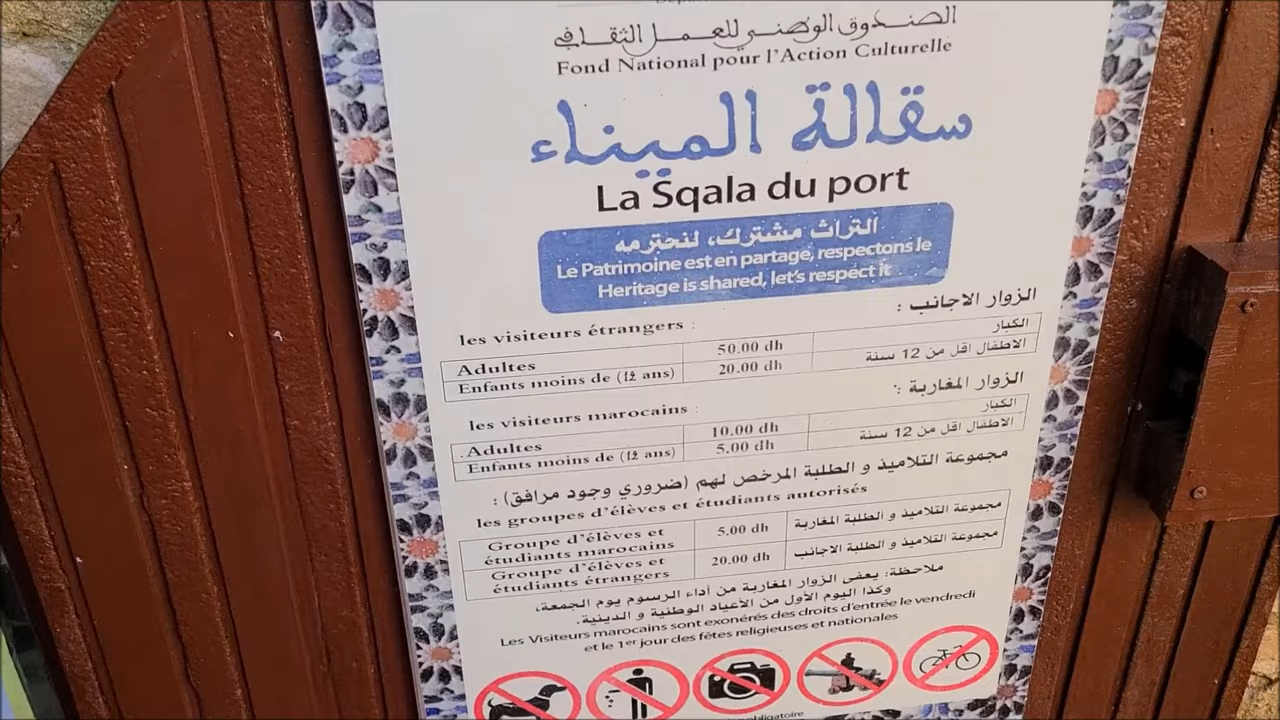 الصندوق الوطني للعمل الثقافي
Fond National pour l'Action Culturelle
سقالة الميناء
La Sqala du port
التراث مشترك، لنحترمه
Le Patrimoine est en partage, respectons le
Heritage is shared, let's respect it
الزوار الاجانب :
les visiteurs étrangers :
Adultes 50.00 dh الكبار
Enfants moins de (12 ans) 20.00 dh الاطفال اقل من 12 سنة
الزوار المغاربة :
les visiteurs marocains :
Adultes 10.00 dh الكبار
Enfants moins de (12 ans) 5.00 dh الاطفال اقل من 12 سنة
مجموعة التلاميذ و الطلبة المرخص لهم (ضروري وجود مرافق) :
les groupes d'élèves et étudiants autorisés
Groupe d'élèves et
étudiants marocains 5.00 dh مجموعة التلاميذ و الطلبة المغاربة
Groupe d'élèves et
étudiants étrangers 20.00 dh مجموعة التلاميذ و الطلبة الاجانب
ملاحظة: يعفى الزوار المغاربة من أداء الرسوم يوم الجمعة،
وكذا اليوم الأول من الأعياد الوطنية و الدينية.
Les Visiteurs marocains sont exonérés des droits d'entrée le vendredi
et le 1er jour des fêtes religieuses et nationales
obligatoire